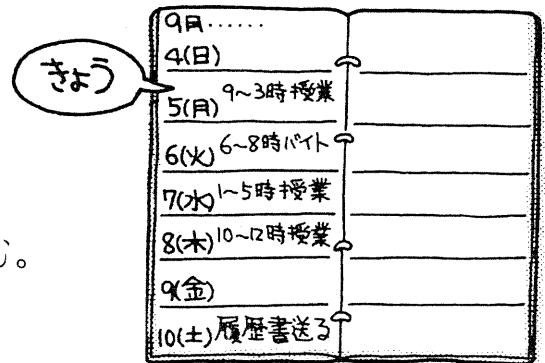 9月······
4(日)
きょう
5(月) 9~3時授業
6(火) 6~8時バイト
7(水) 1~5時授業
8(木) 10~12時授業
。
9(金)
10(土) 履歴書送る